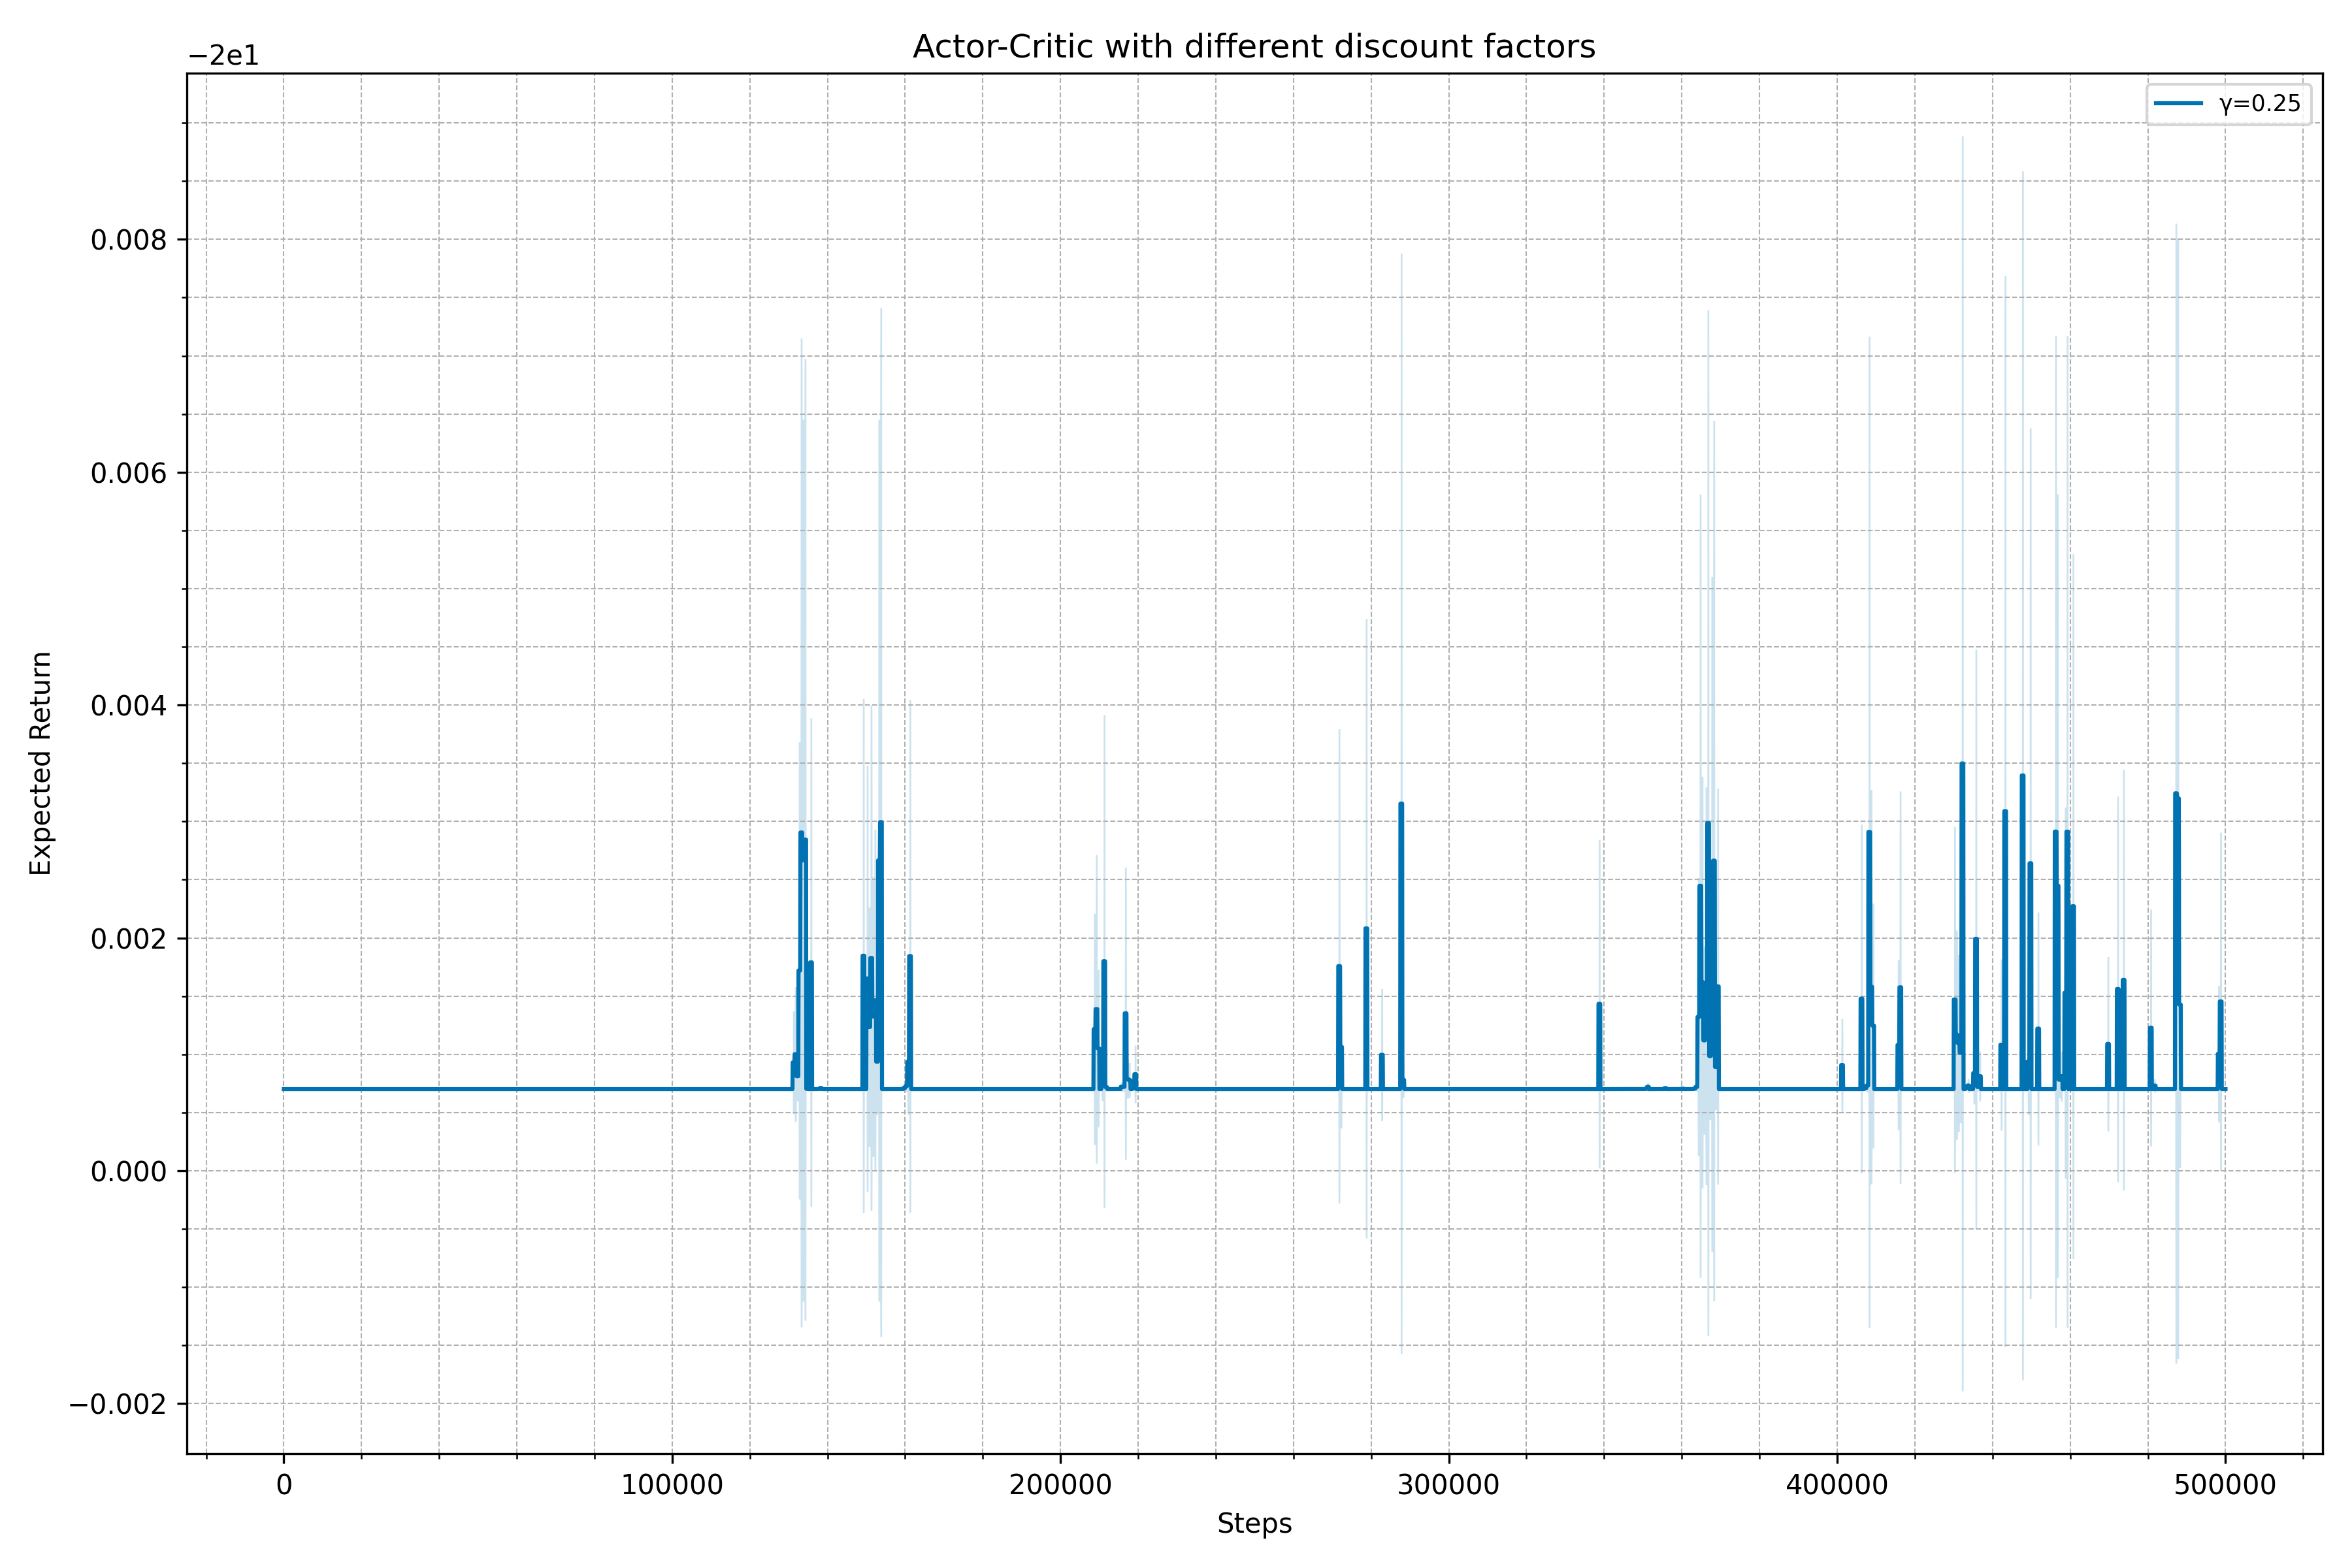 Actor-Critic with different discount factors
−2e1
γ=0.25
0.008
0.006
0.004
0.002
0.000
−0.002
Expected Return
0 100000 200000 300000 400000 500000
Steps